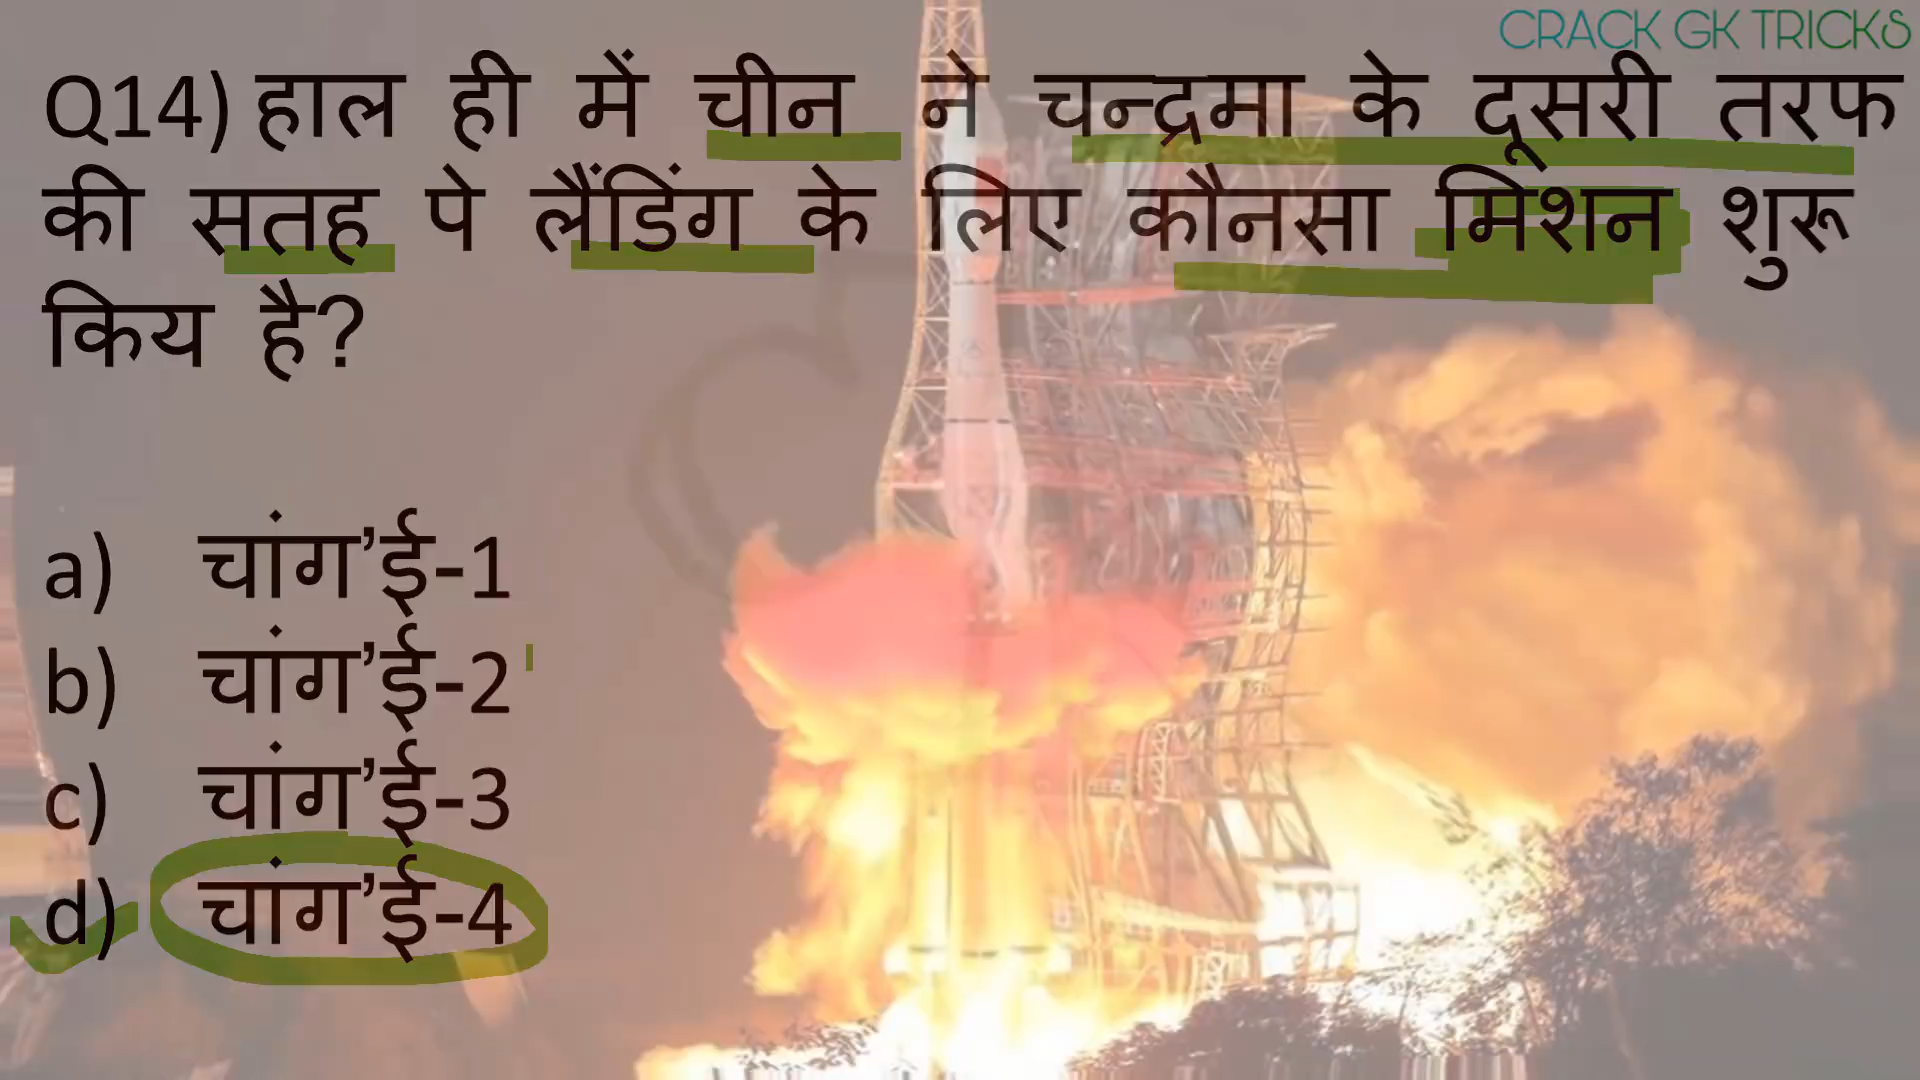 CRACK GK TRICKS
Q14) हाल ही में चीन ने चन्द्रमा के दूसरी तरफ
की सतह पे लैंडिंग के लिए कौनसा मिशन शुरू
किय है?
a) चांग’ई-1
b) चांग’ई-2
c) चांग’ई-3
d) चांग’ई-4